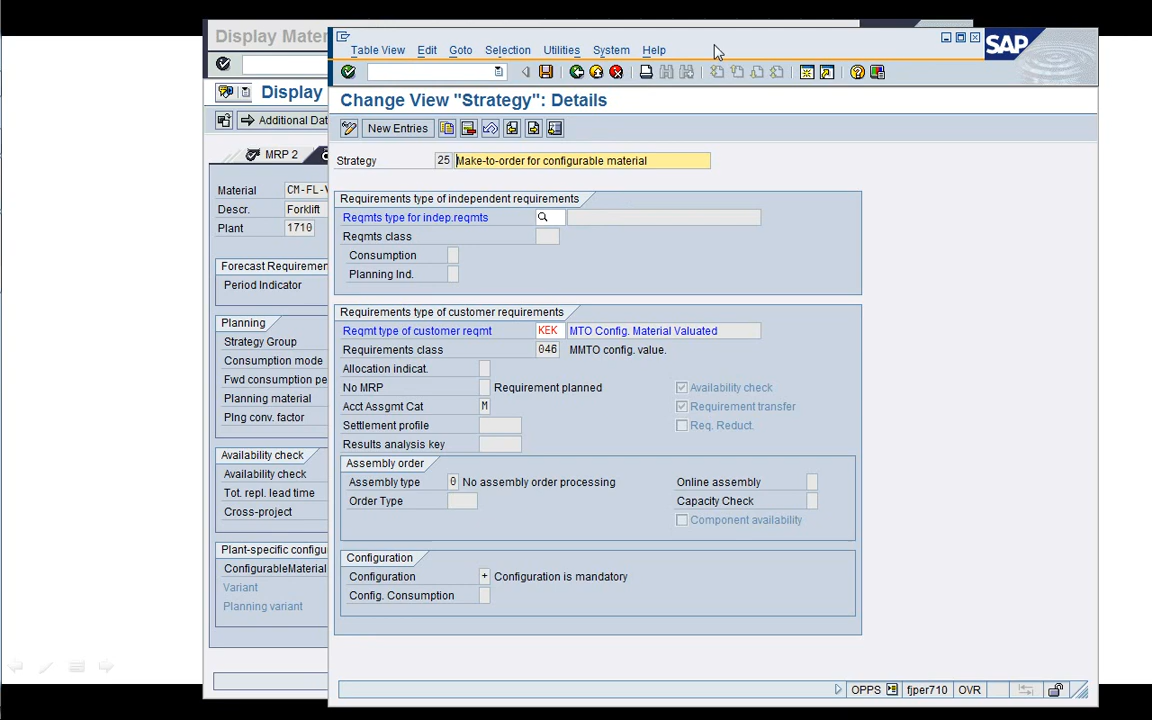 Display Mater
Display
Additional Dat
MRP 2
Material CM-FL-V
Descr. Forklift
Plant 1710
Forecast Requiremen
Period Indicator
Planning
Strategy Group
Consumption mode
Fwd consumption pe
Planning material
Plng conv. factor
Availability check
Availability check
Tot. repl. lead time
Cross-project
Plant-specific configu
ConfigurableMaterial
Variant
Planning variant
Table View Edit Goto Selection Utilities System Help
SAP
Change View "Strategy": Details
New Entries
Strategy 25 Make-to-order for configurable material
Requirements type of independent requirements
Reqmts type for indep.reqmts
Reqmts class
Consumption
Planning Ind.
Requirements type of customer requirements
Reqmt type of customer reqmt KEK MTO Config. Material Valuated
Requirements class 046 MMTO config. value.
Allocation indicat.
No MRP Requirement planned Availability check
Acct Assgmt Cat M Requirement transfer
Settlement profile Req. Reduct.
Results analysis key
Assembly order
Assembly type 0 No assembly order processing Online assembly
Order Type Capacity Check
Component availability
Configuration
Configuration + Configuration is mandatory
Config. Consumption
OPPS fjper710 OVR